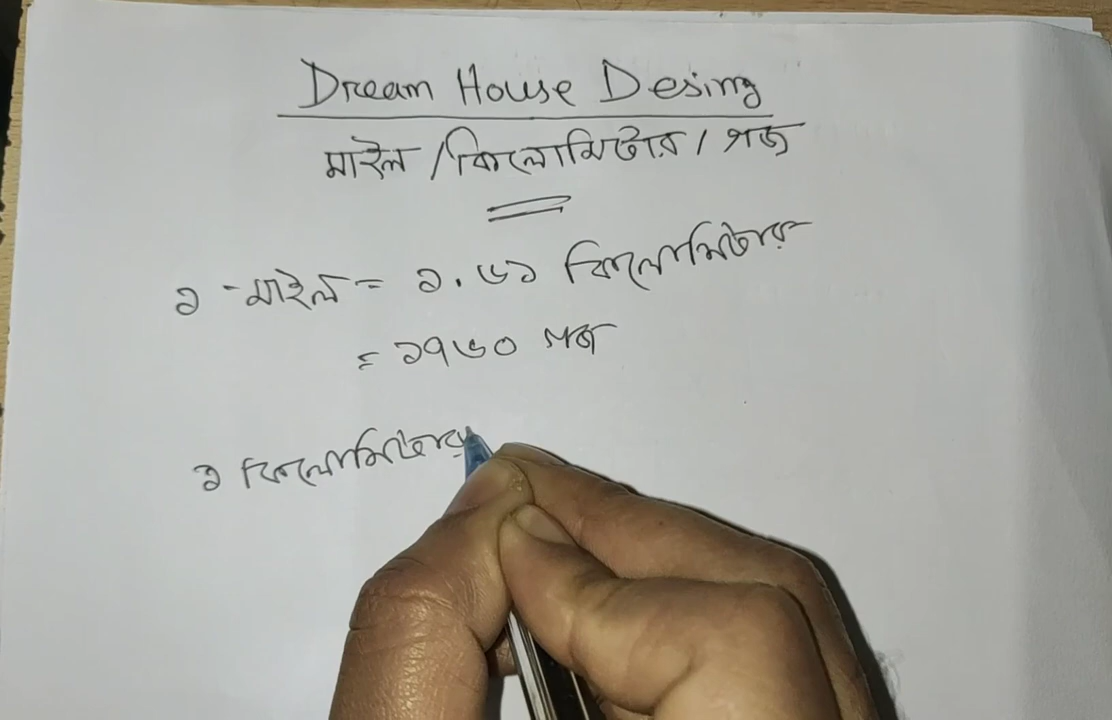 Dream House Desing
মাইল / কিলোমিটার / গজ
১ - মাইল = ১.৬১ কিলোমিটার
= ১৭৬০ গজ
১ কিলোমিটার